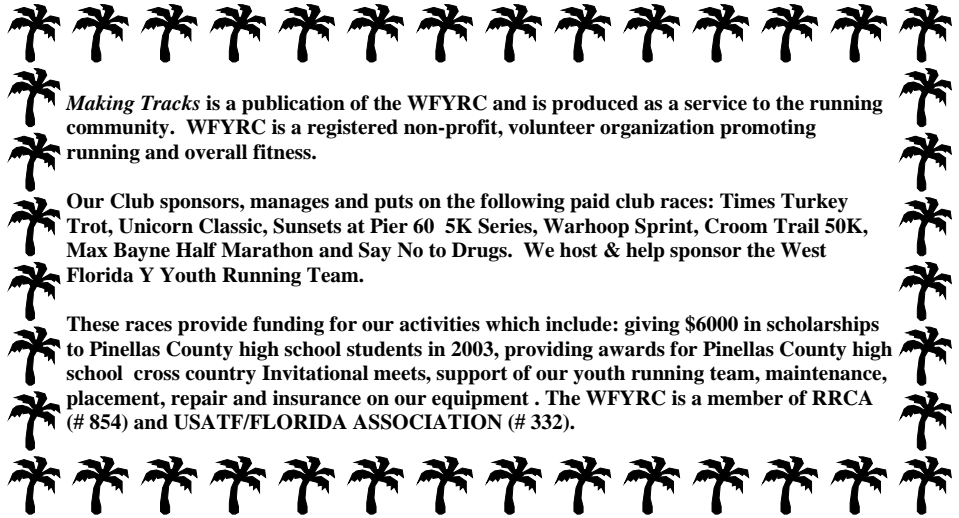 Making Tracks is a publication of the WFYRC and is produced as a service to the running
community.  WFYRC is a registered non-profit, volunteer organization promoting
running and overall fitness.
Our Club sponsors, manages and puts on the following paid club races: Times Turkey
Trot, Unicorn Classic, Sunsets at Pier 60  5K Series, Warhoop Sprint, Croom Trail 50K,
Max Bayne Half Marathon and Say No to Drugs.  We host & help sponsor the West
Florida Y Youth Running Team.
These races provide funding for our activities which include: giving $6000 in scholarships
to Pinellas County high school students in 2003, providing awards for Pinellas County high
school  cross country Invitational meets, support of our youth running team, maintenance,
placement, repair and insurance on our equipment . The WFYRC is a member of RRCA
(# 854) and USATF/FLORIDA ASSOCIATION (# 332).